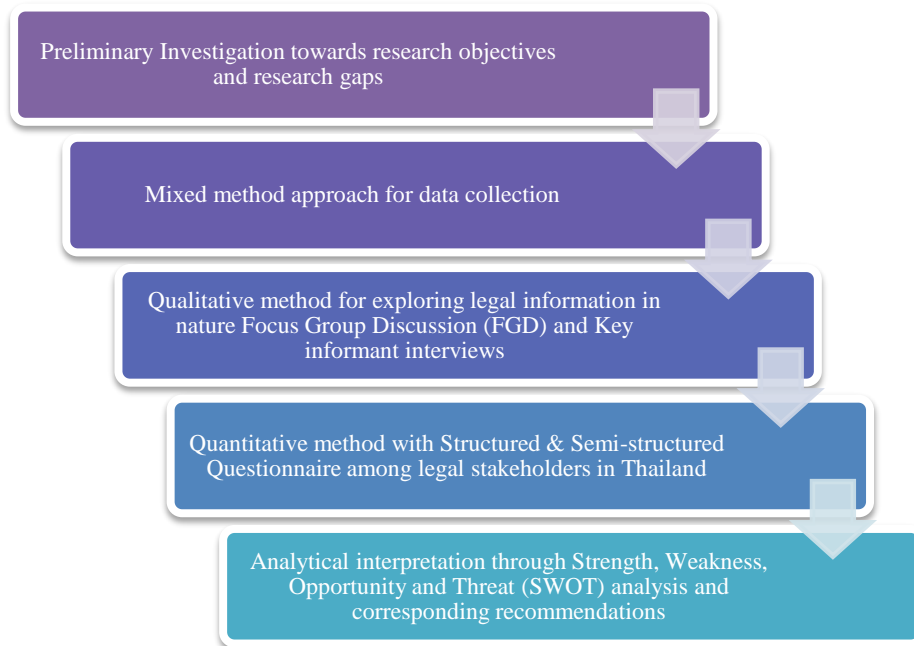 Preliminary Investigation towards research objectives
and research gaps
Mixed method approach for data collection
Qualitative method for exploring legal information in
nature Focus Group Discussion (FGD) and Key
informant interviews
Quantitative method with Structured & Semi-structured
Questionnaire among legal stakeholders in Thailand
Analytical interpretation through Strength, Weakness,
Opportunity and Threat (SWOT) analysis and
corresponding recommendations